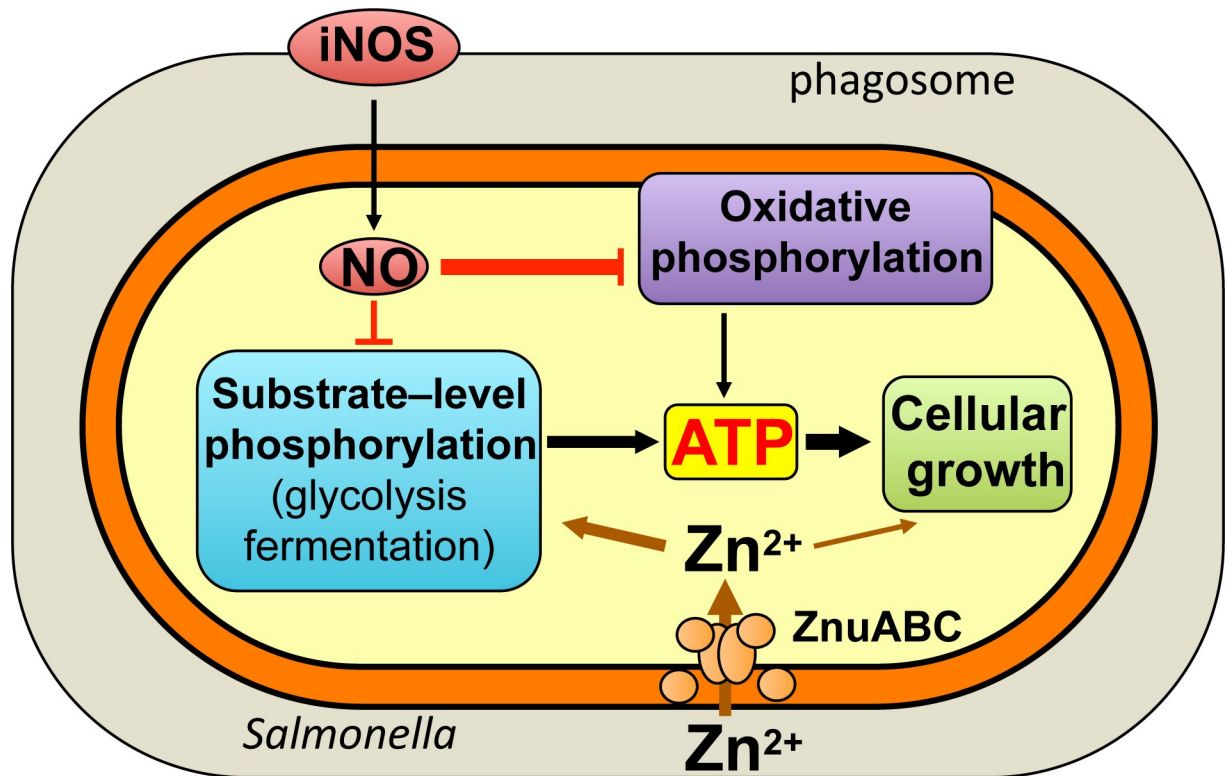 iNOS
phagosome
NO
Oxidative
phosphorylation
Substrate–level
phosphorylation
(glycolysis
fermentation)
ATP
Cellular
growth
Zn²⁺
ZnuABC
Salmonella
Zn²⁺